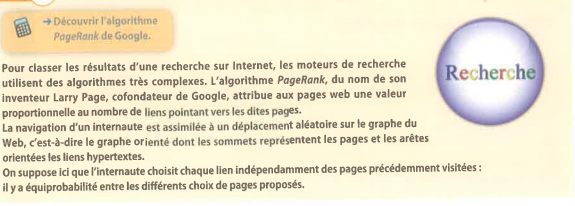 → Découvrir l'algorithme
PageRank de Google.
Pour classer les résultats d'une recherche sur Internet, les moteurs de recherche
utilisent des algorithmes très complexes. L'algorithme PageRank, du nom de son
inventeur Larry Page, cofondateur de Google, attribue aux pages web une valeur
proportionnelle au nombre de liens pointant vers les dites pages.
La navigation d'un internaute est assimilée à un déplacement aléatoire sur le graphe du
Web, c'est-à-dire le graphe orienté dont les sommets représentent les pages et les arêtes
orientées les liens hypertextes.
On suppose ici que l'internaute choisit chaque lien indépendamment des pages précédemment visitées :
il y a équiprobabilité entre les différents choix de pages proposés.
Recherche